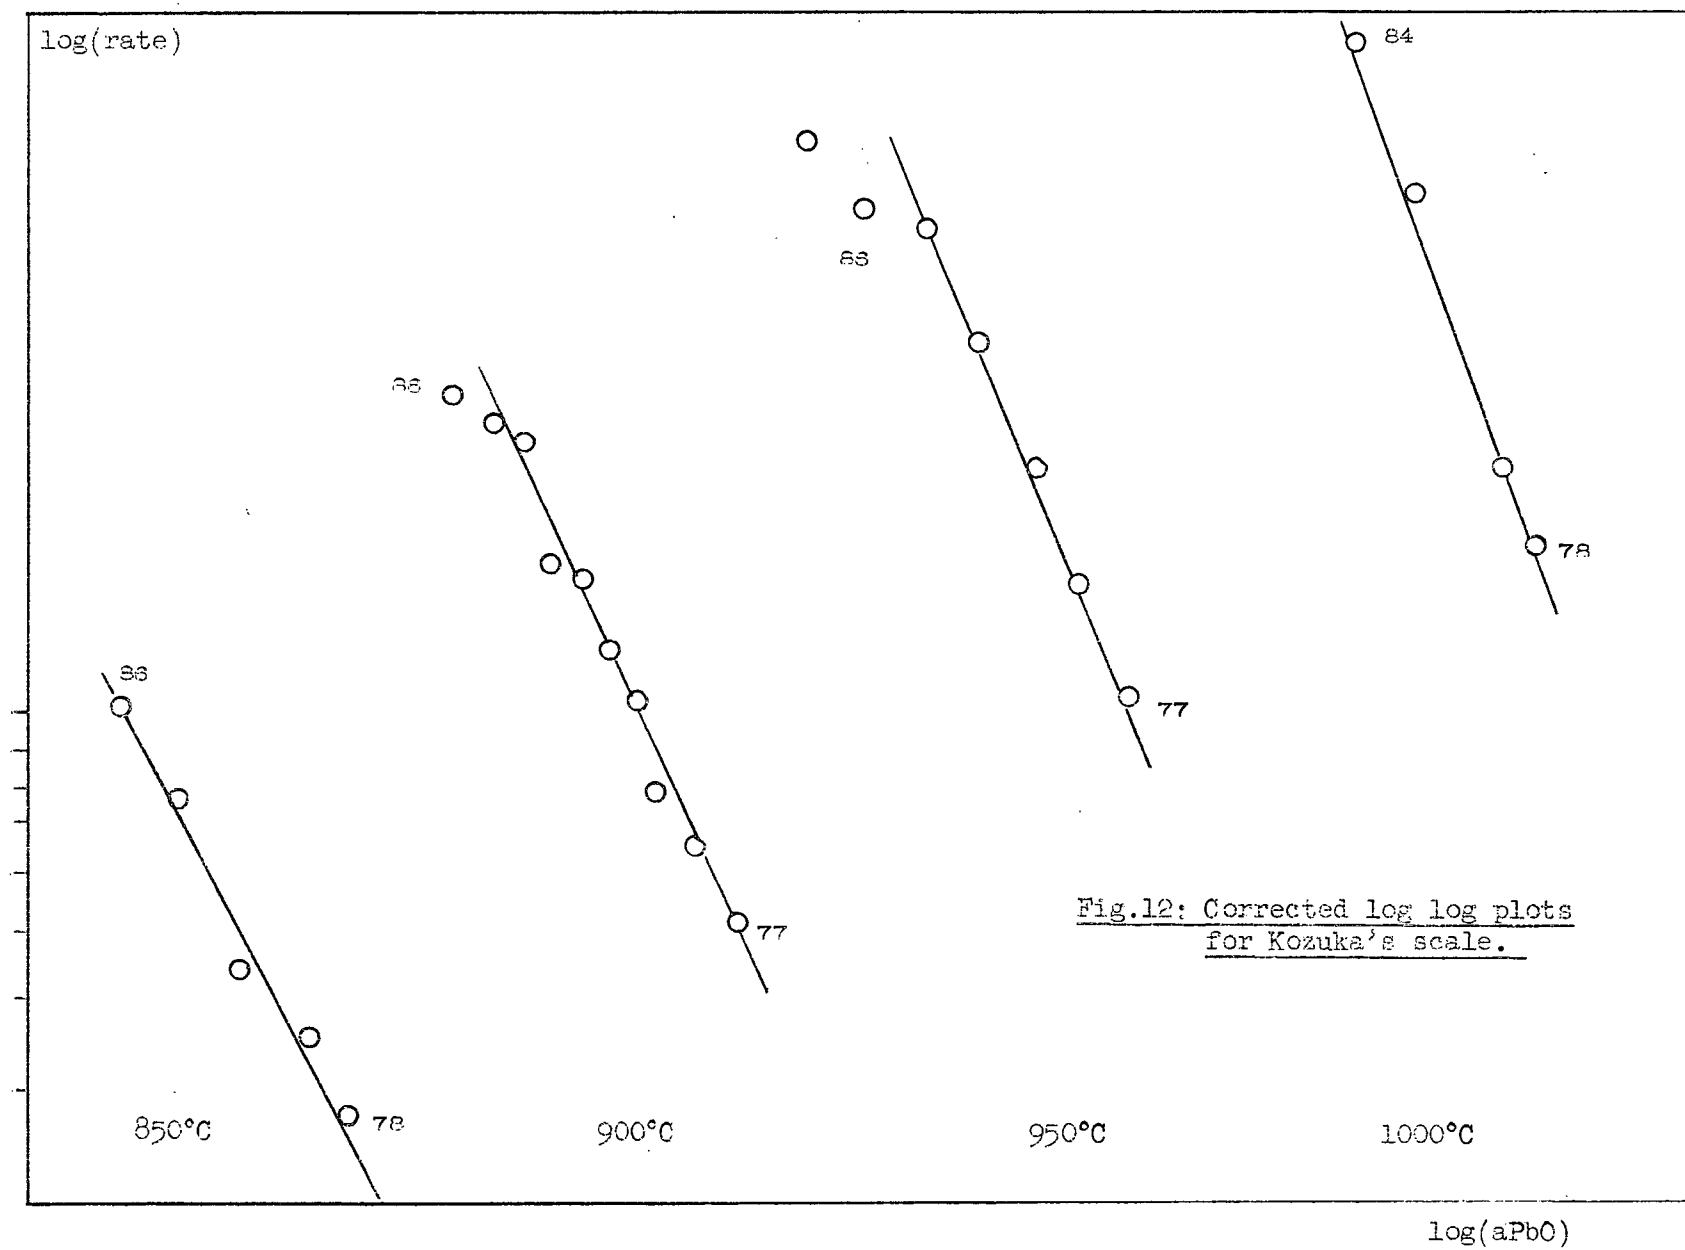 log(rate)
84
86
86
78
86
77
77
Fig.12: Corrected log log plots
for Kozuka's scale.
78
850°C
900°C
950°C
1000°C
log(aPbO)